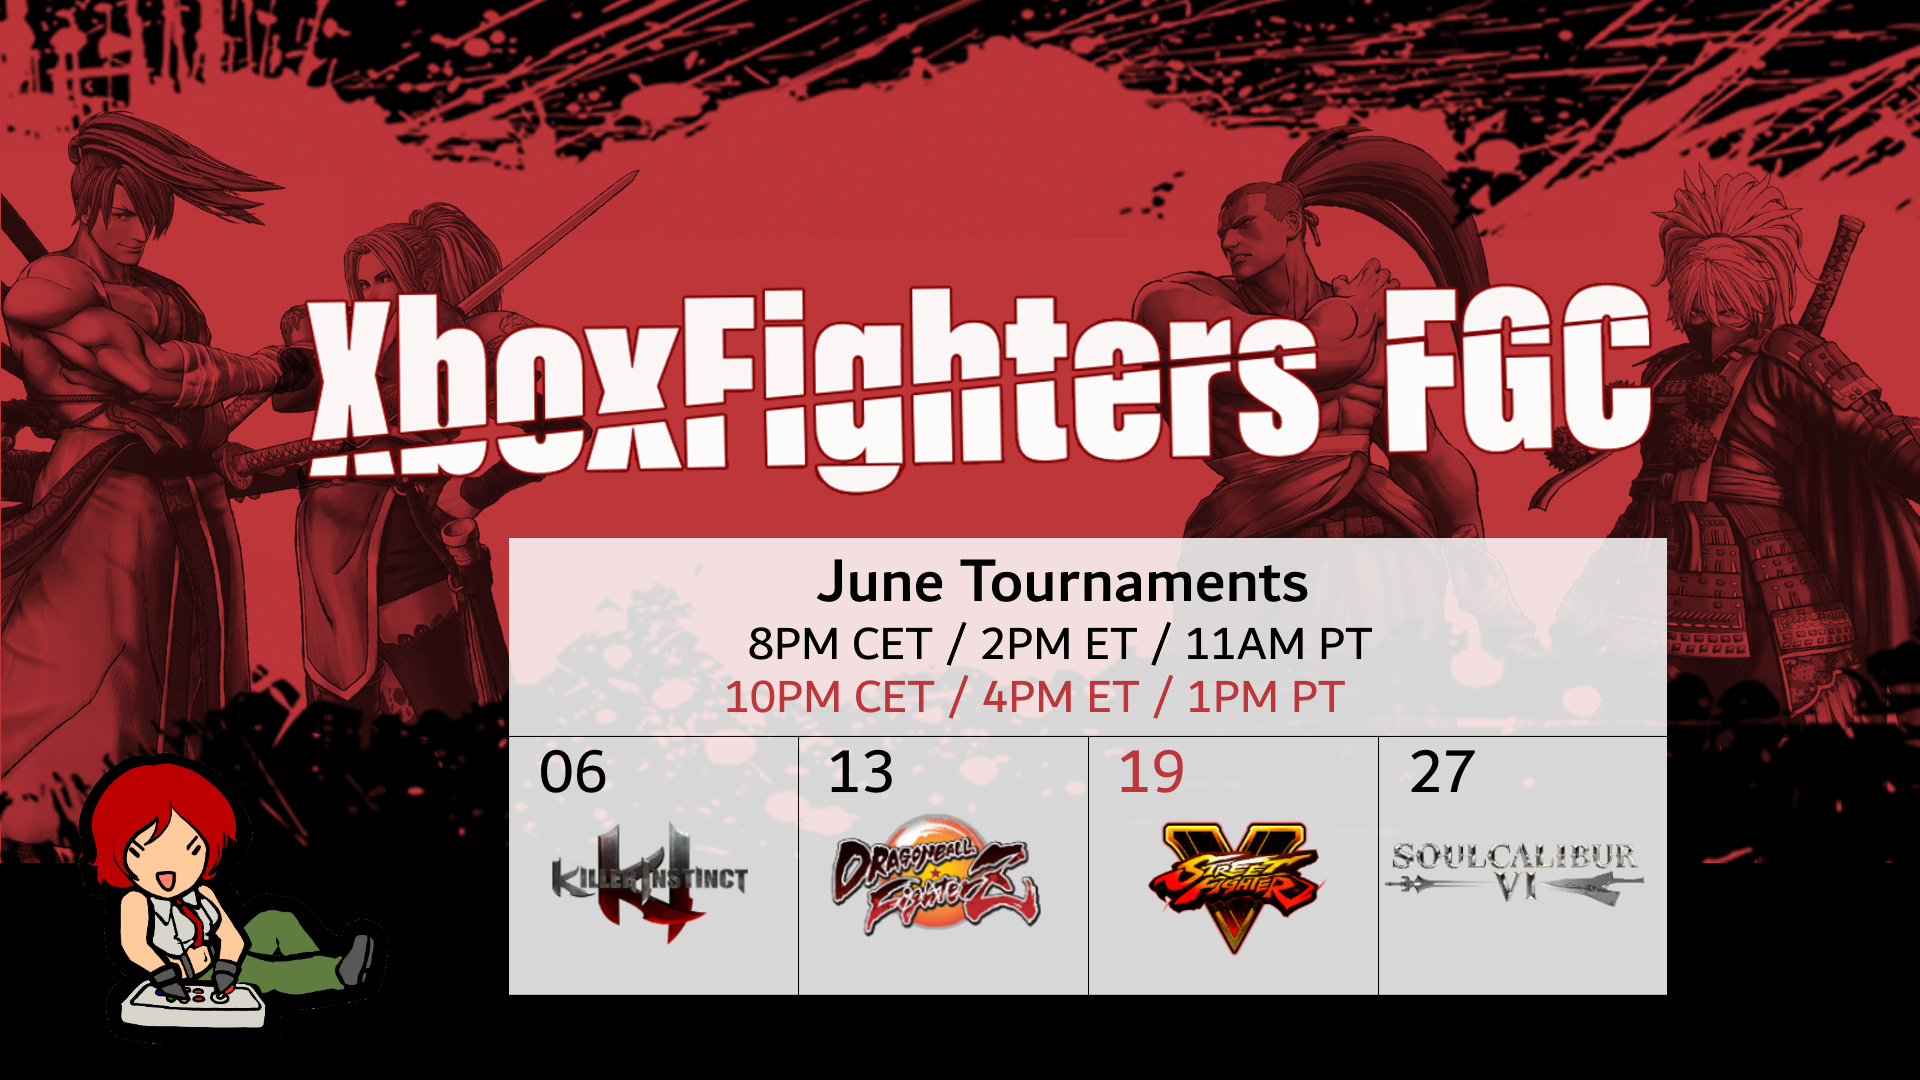 XboxFighters FGC
June Tournaments
8PM CET / 2PM ET / 11AM PT
10PM CET / 4PM ET / 1PM PT
06
13
19
27
KI
KILLER INSTINCT
DRAGONBALL
FighterZ
V
STREET
FIGHTER
SOULCALIBUR
VI